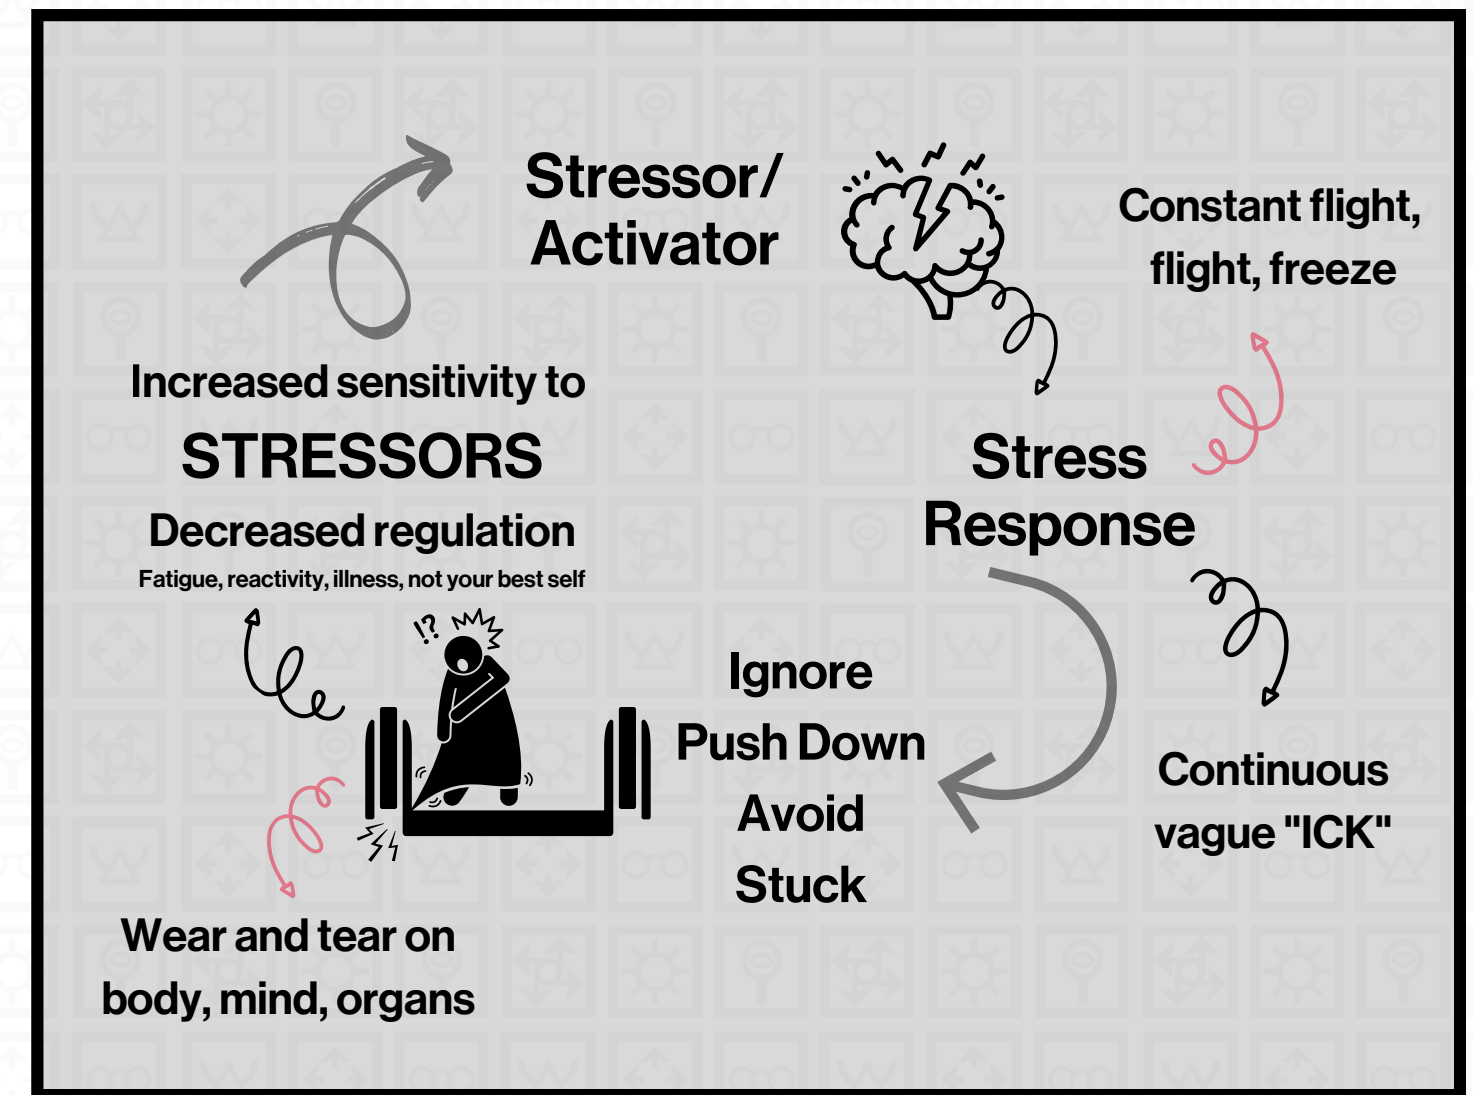 Stressor/
Activator
Constant flight,
flight, freeze
Stress
Response
Continuous
vague "ICK"
Ignore
Push Down
Avoid
Stuck
!?
Wear and tear on
body, mind, organs
Increased sensitivity to
STRESSORS
Decreased regulation
Fatigue, reactivity, illness, not your best self